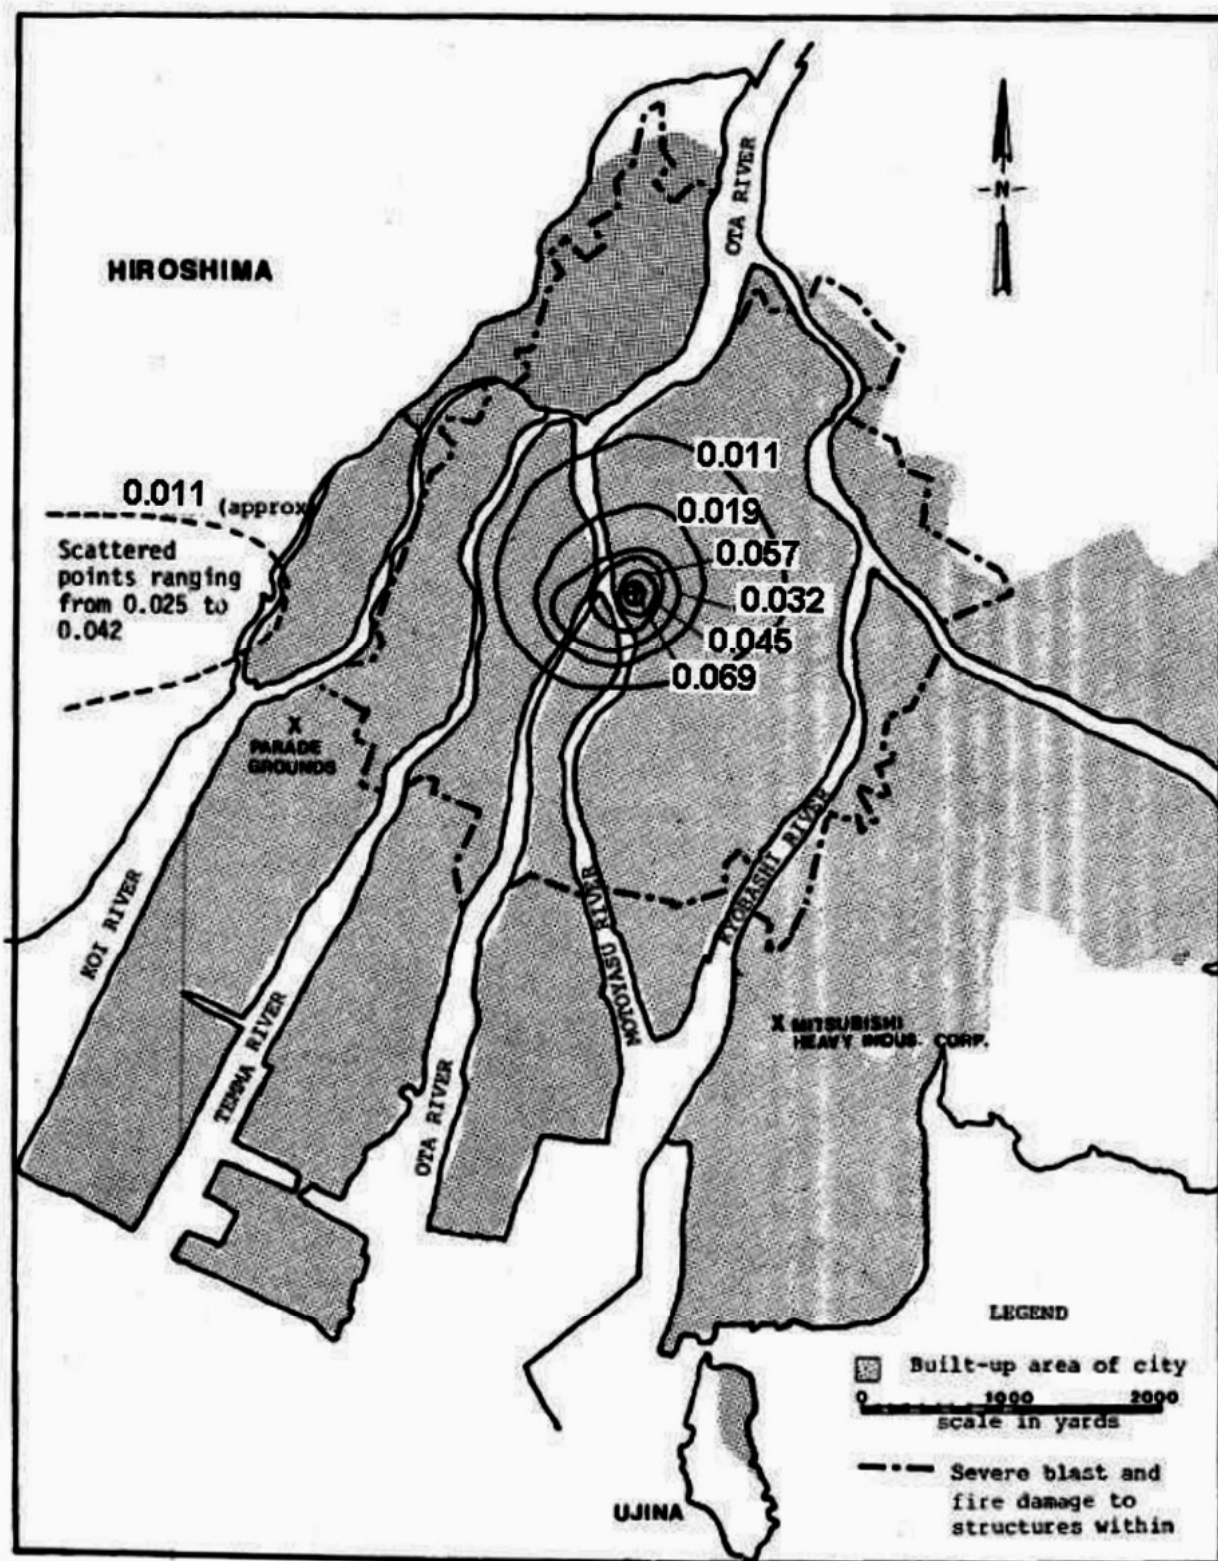 OTA RIVER
N
HIROSHIMA
0.011
0.019
0.057
0.032
0.045
0.069
0.011 (approx
Scattered
points ranging
from 0.025 to
0.042
X
PARADE
GROUNDS
KOI RIVER
TEMMA RIVER
OTA RIVER
MOTOYASU RIVER
KYOBASHI RIVER
X MITSUBISHI
HEAVY INDUS. CORP.
LEGEND
Built-up area of city
0 1000 2000
scale in yards
Severe blast and
fire damage to
structures within
UJINA